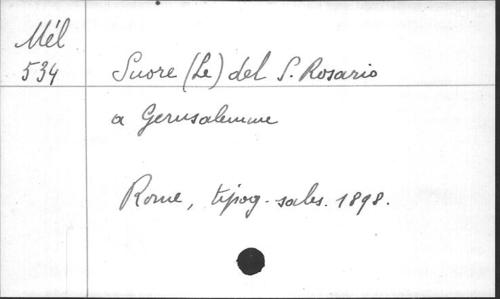 Mél
534
Suore (Le) del S. Rosario
a Gerusalemme
Rome, tipog. sales. 1898.